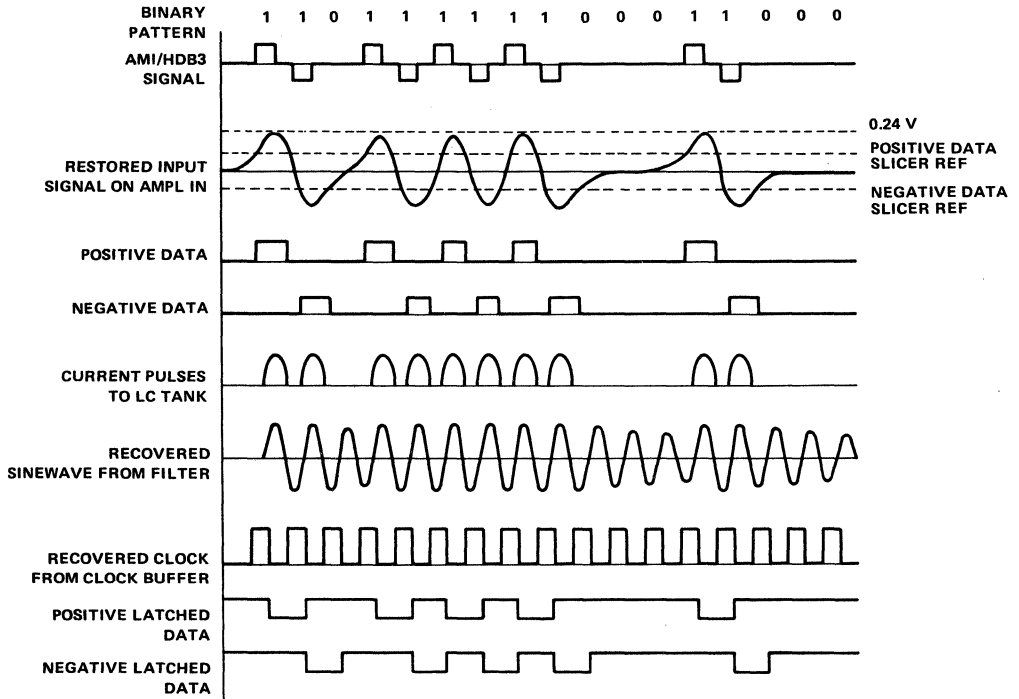 BINARY
PATTERN
1 1 0 1 1 1 1 1 1 0 0 0 1 1 0 0 0
AMI/HDB3
SIGNAL
0.24 V
POSITIVE DATA
SLICER REF
RESTORED INPUT
SIGNAL ON AMPL IN
NEGATIVE DATA
SLICER REF
POSITIVE DATA
NEGATIVE DATA
CURRENT PULSES
TO LC TANK
RECOVERED
SINEWAVE FROM FILTER
RECOVERED CLOCK
FROM CLOCK BUFFER
POSITIVE LATCHED
DATA
NEGATIVE LATCHED
DATA